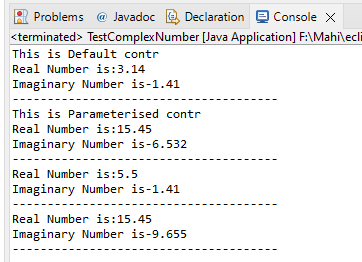 Problems @ Javadoc Declaration Console
<terminated> TestComplexNumber [Java Application] F:\Mahi\ecli
This is Default contr
Real Number is:3.14
Imaginary Number is-1.41
--------------------------------------
This is Parameterised contr
Real Number is:15.45
Imaginary Number is-6.532
--------------------------------------
Real Number is:5.5
Imaginary Number is-1.41
--------------------------------------
Real Number is:15.45
Imaginary Number is-9.655
--------------------------------------